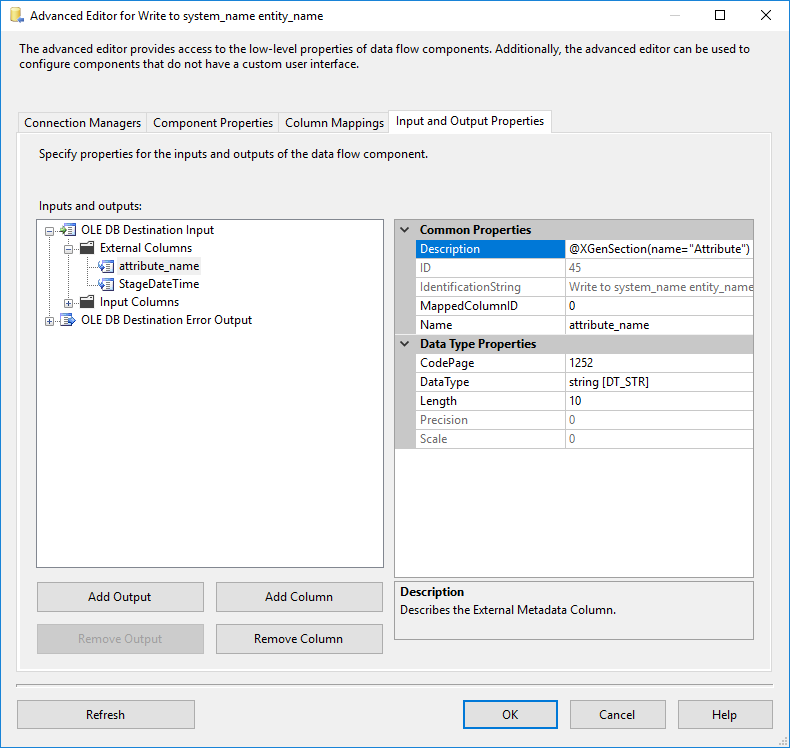 Advanced Editor for Write to system_name entity_name
The advanced editor provides access to the low-level properties of data flow components. Additionally, the advanced editor can be used to
configure components that do not have a custom user interface.
Connection Managers Component Properties Column Mappings Input and Output Properties
Specify properties for the inputs and outputs of the data flow component.
Inputs and outputs:
OLE DB Destination Input
External Columns
attribute_name
StageDateTime
Input Columns
OLE DB Destination Error Output
Common Properties
Description @XGenSection(name="Attribute")
ID 45
IdentificationString Write to system_name entity_name
MappedColumnID 0
Name attribute_name
Data Type Properties
CodePage 1252
DataType string [DT_STR]
Length 10
Precision 0
Scale 0
Description
Describes the External Metadata Column.
Add Output Add Column
Remove Output Remove Column
Refresh OK Cancel Help